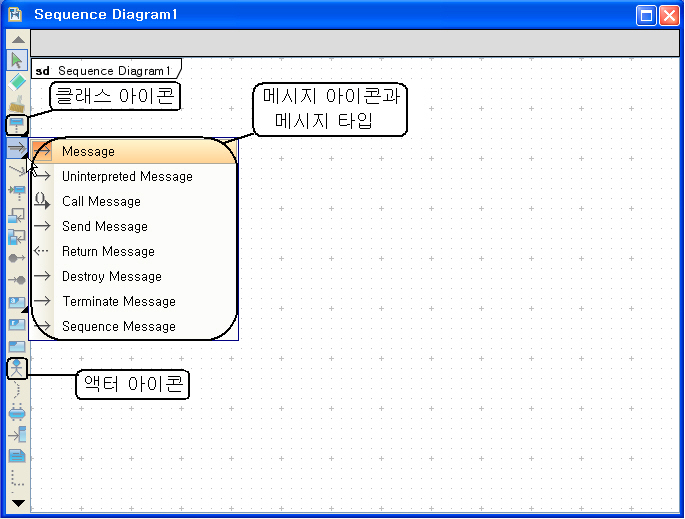 Sequence Diagram1
sd Sequence Diagram1
클래스 아이콘
메시지 아이콘과
메시지 타입
Message
Uninterpreted Message
Call Message
Send Message
Return Message
Destroy Message
Terminate Message
Sequence Message
액터 아이콘